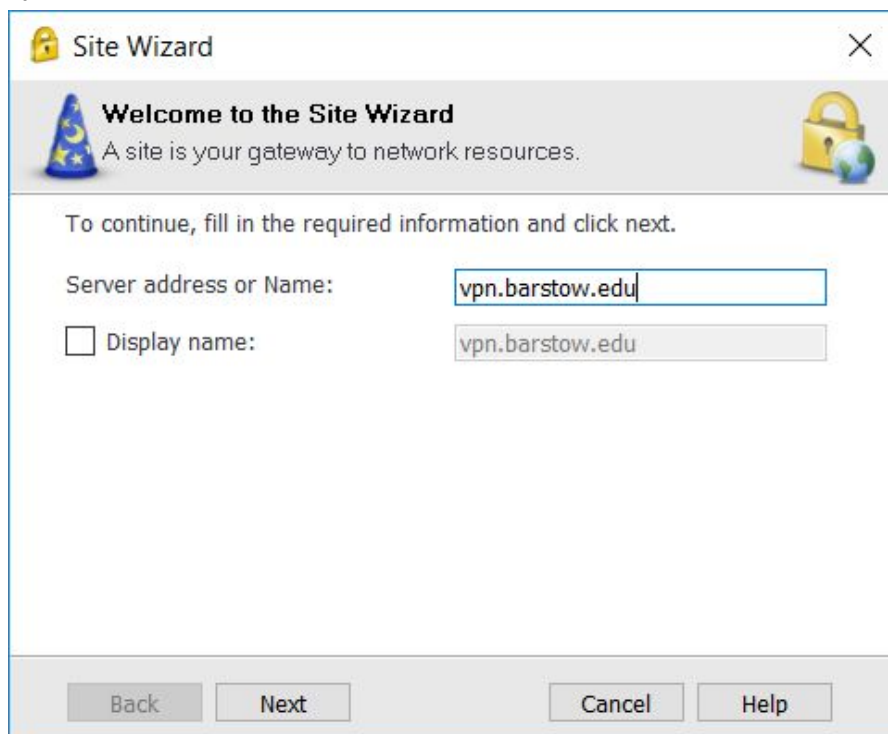 Site Wizard
Welcome to the Site Wizard
A site is your gateway to network resources.
To continue, fill in the required information and click next.
Server address or Name: vpn.barstow.edu
Display name: vpn.barstow.edu
Back Next Cancel Help